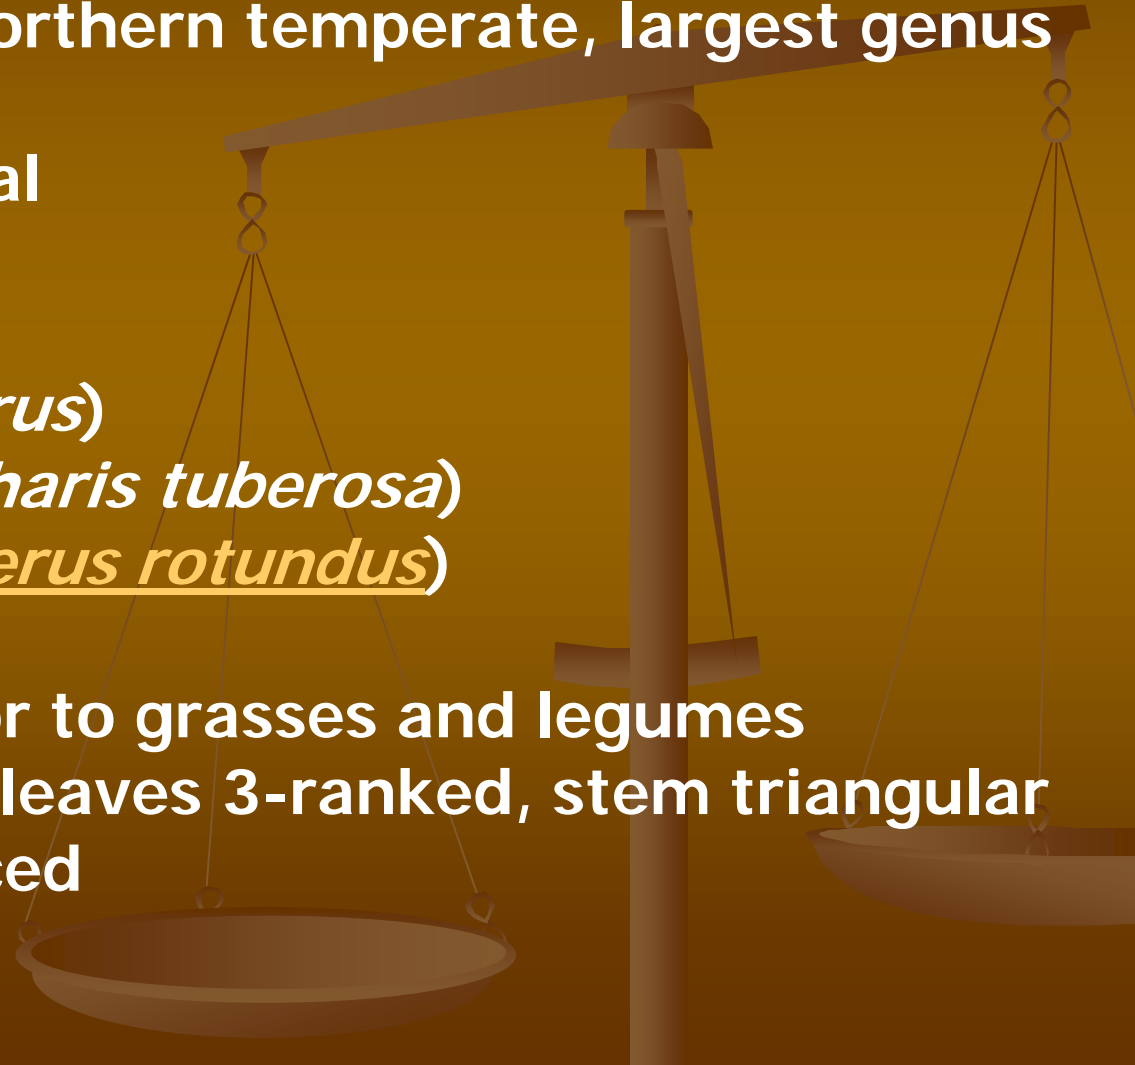 orthern temperate, largest genus
al
rus)
haris tuberosa)
erus rotundus)
or to grasses and legumes
leaves 3-ranked, stem triangular
ced